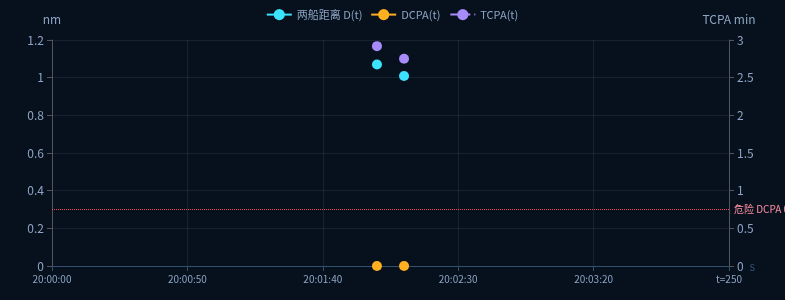 两船距离 D(t) DCPA(t) TCPA(t)
nm TCPA min
1.2 3
1 2.5
0.8 2
0.6 1.5
0.4 1
危险 DCPA
0.2 0.5
0 0 s
20:00:00 20:00:50 20:01:40 20:02:30 20:03:20 t=250